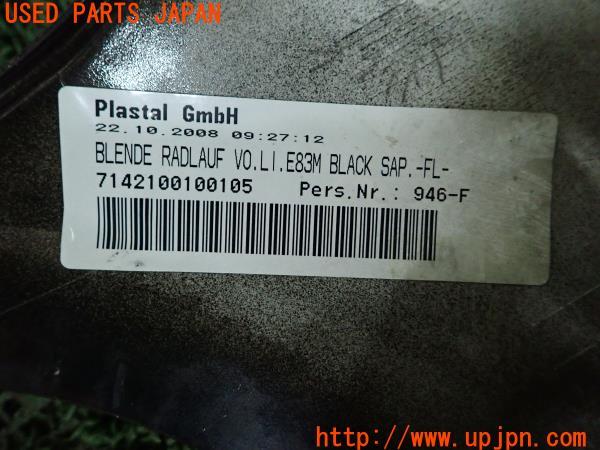 USED PARTS JAPAN
Plastal GmbH
22.10.2008 09:27:12
BLENDE RADLAUF VO.LI.E83M BLACK SAP.-FL-
7142100100105 Pers.Nr.: 946-F
www.upjpn.com